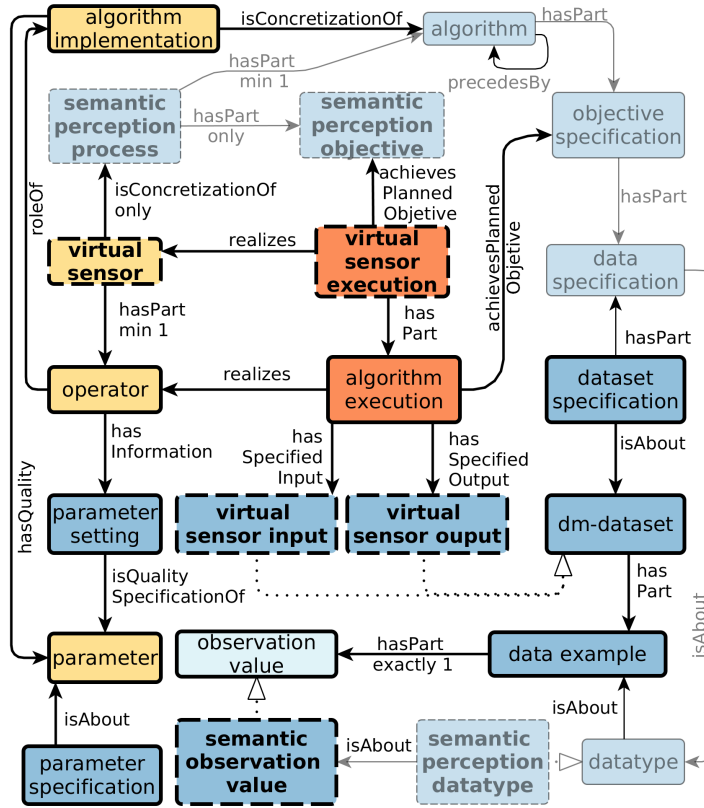 algorithm
implementation
isConcretizationOf
algorithm
hasPart
precedesBy
hasPart
min 1
semantic
perception
process
hasPart
only
semantic
perception
objective
objective
specification
isConcretizationOf
only
achieves
Planned
Objetive
hasPart
roleOf
virtual
sensor
realizes
virtual
sensor
execution
achievesPlanned
Objetive
data
specification
hasPart
min 1
has
Part
hasPart
operator
realizes
algorithm
execution
dataset
specification
has
Information
has
Specified
Input
has
Specified
Output
isAbout
hasQuality
parameter
setting
virtual
sensor input
virtual
sensor ouput
dm-dataset
isQuality
SpecificationOf
has
Part
isAbout
parameter
observation
value
hasPart
exactly 1
data example
isAbout
isAbout
parameter
specification
semantic
observation
value
isAbout
semantic
perception
datatype
datatype